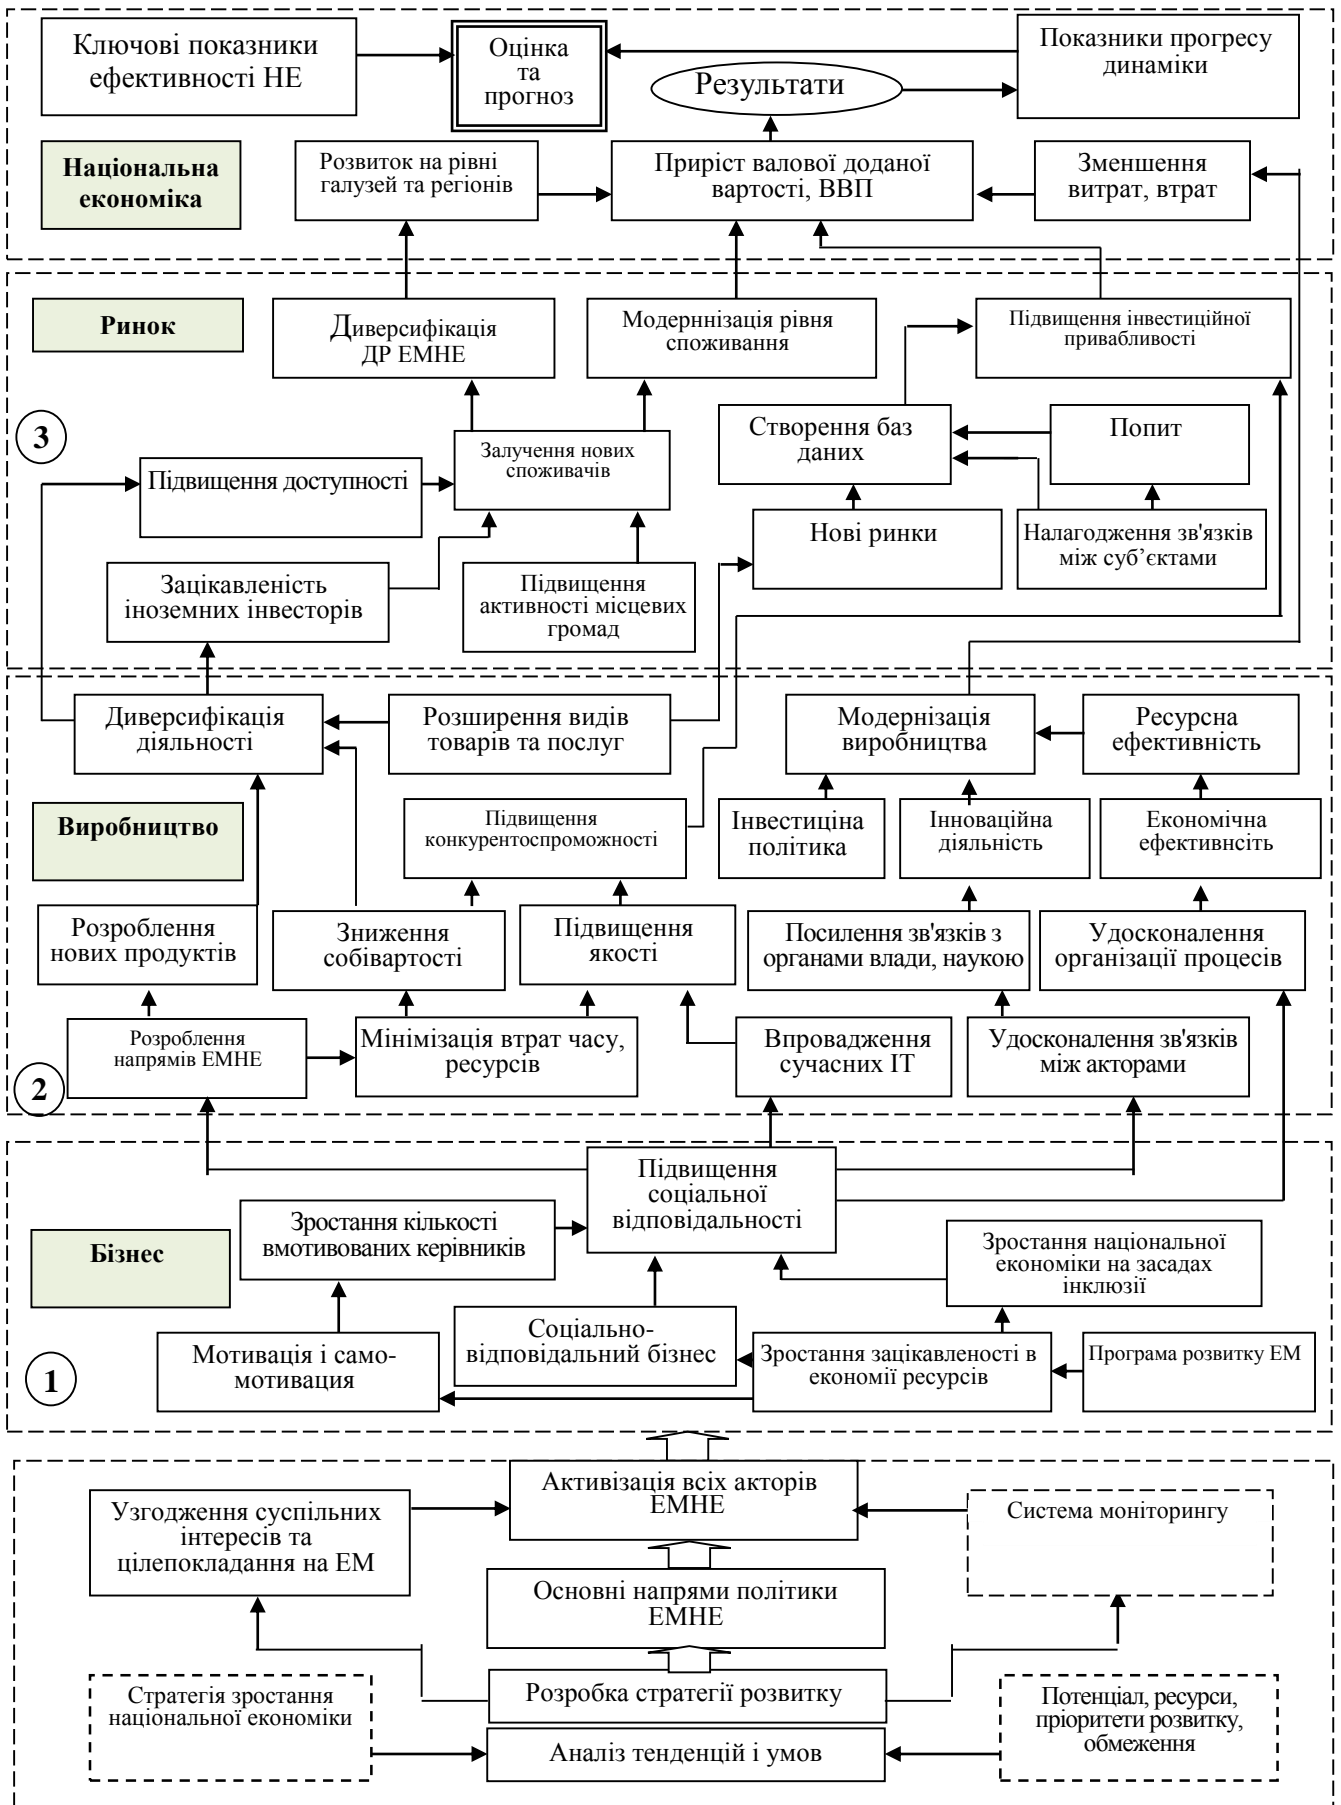 Ключові показники
ефективності НЕ
Оцінка
та
прогноз
Показники прогресу
динаміки
Результати
Національна
економіка
Розвиток на рівні
галузей та регіонів
Приріст валової доданої
вартості, ВВП
Зменшення
витрат, втрат
Ринок
Диверсифікація
ДР ЕМНЕ
Модерннізація рівня
споживання
Підвищення інвестиційної
привабливості
3
Підвищення доступності
Залучення нових
споживачів
Створення баз
даних
Попит
Нові ринки
Налагодження зв'язків
між суб’єктами
Зацікавленість
іноземних інвесторів
Підвищення
активності місцевих
громад
Диверсифікація
діяльності
Розширення видів
товарів та послуг
Модернізація
виробництва
Ресурсна
ефективність
Виробництво
Підвищення
конкурентоспроможності
Інвестиціна
політика
Інноваційна
діяльність
Економічна
ефективнсіть
Розроблення
нових продуктів
Зниження
собівартості
Підвищення
якості
Посилення зв'язків з
органами влади, наукою
Удосконалення
організації процесів
Розроблення
напрямів ЕМНЕ
Мінімізація втрат часу,
ресурсів
Впровадження
сучасних ІТ
Удосконалення зв'язків
між акторами
2
Підвищення
соціальної
відповідальності
Зростання кількості
вмотивованих керівників
Бізнес
Зростання національної
економіки на засадах
інклюзії
Соціально-
відповідальний бізнес
Мотивація і само-
мотивация
Зростання зацікавленості в
економії ресурсів
Програма розвитку ЕМ
1
Активізація всіх акторів
ЕМНЕ
Узгодження суспільних
інтересів та
цілепокладання на ЕМ
Система моніторингу
Основні напрями політики
ЕМНЕ
Розробка стратегії розвитку
Стратегія зростання
національної економіки
Потенціал, ресурси,
пріоритети розвитку,
обмеження
Аналіз тенденцій і умов